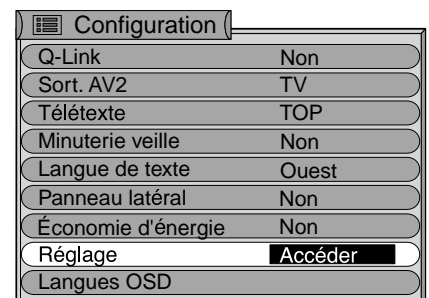 Configuration
Q-Link Non
Sort. AV2 TV
Télétexte TOP
Minuterie veille Non
Langue de texte Ouest
Panneau latéral Non
Économie d'énergie Non
Réglage Accéder
Langues OSD